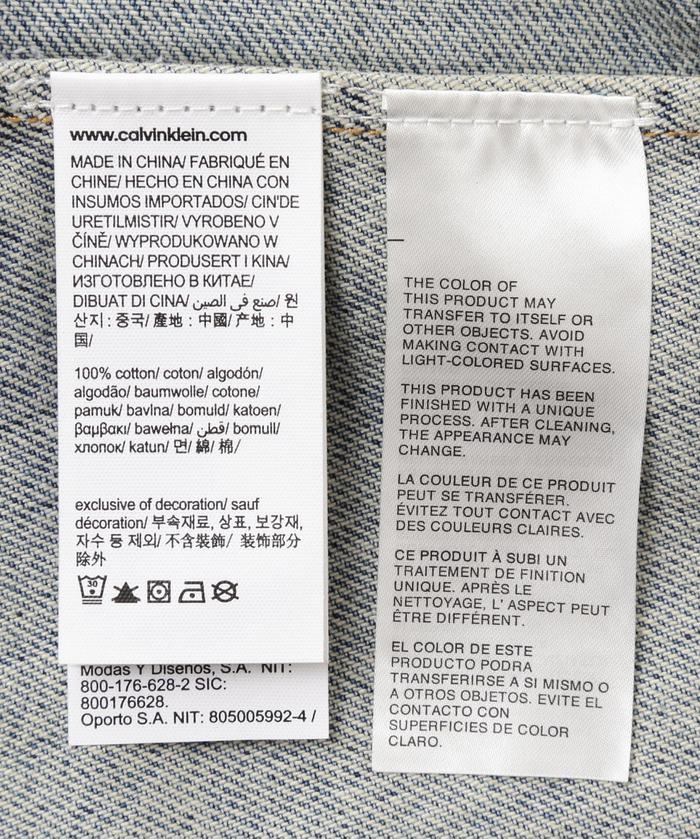 www.calvinklein.com
MADE IN CHINA/ FABRIQUÉ EN
CHINE/ HECHO EN CHINA CON
INSUMOS IMPORTADOS/ CIN'DE
URETILMISTIR/ VYROBENO V
ČÍNĚ/ WYPRODUKOWANO W
CHINACH/ PRODUSERT I KINA/
ИЗГОТОВЛЕНО В КИТАЕ/
DIBUAT DI CINA/ صنع في الصين/ 원
산지 : 중국/ 產地 : 中國/ 产地 : 中
国/
100% cotton/ coton/ algodón/
algodão/ baumwolle/ cotone/
pamuk/ bavlna/ bomuld/ katoen/
βαμβακι/ bawełna/ قطن/ bomull/
хлопок/ katun/ 면/ 綿/ 棉/
exclusive of decoration/ sauf
décoration/ 부속재료, 상표, 보강재,
자수 등 제외/ 不含裝飾/ 装饰部分
除外
30
Modas Y Diseños, S.A. NIT:
800-176-628-2 SIC:
800176628.
Oporto S.A. NIT: 805005992-4 /
THE COLOR OF
THIS PRODUCT MAY
TRANSFER TO ITSELF OR
OTHER OBJECTS. AVOID
MAKING CONTACT WITH
LIGHT-COLORED SURFACES.
THIS PRODUCT HAS BEEN
FINISHED WITH A UNIQUE
PROCESS. AFTER CLEANING,
THE APPEARANCE MAY
CHANGE.
LA COULEUR DE CE PRODUIT
PEUT SE TRANSFÉRER.
ÉVITEZ TOUT CONTACT AVEC
DES COULEURS CLAIRES.
CE PRODUIT À SUBI UN
TRAITEMENT DE FINITION
UNIQUE. APRÈS LE
NETTOYAGE, L' ASPECT PEUT
ÊTRE DIFFÉRENT.
EL COLOR DE ESTE
PRODUCTO PODRA
TRANSFERIRSE A SI MISMO O
A OTROS OBJETOS. EVITE EL
CONTACTO CON
SUPERFICIES DE COLOR
CLARO.